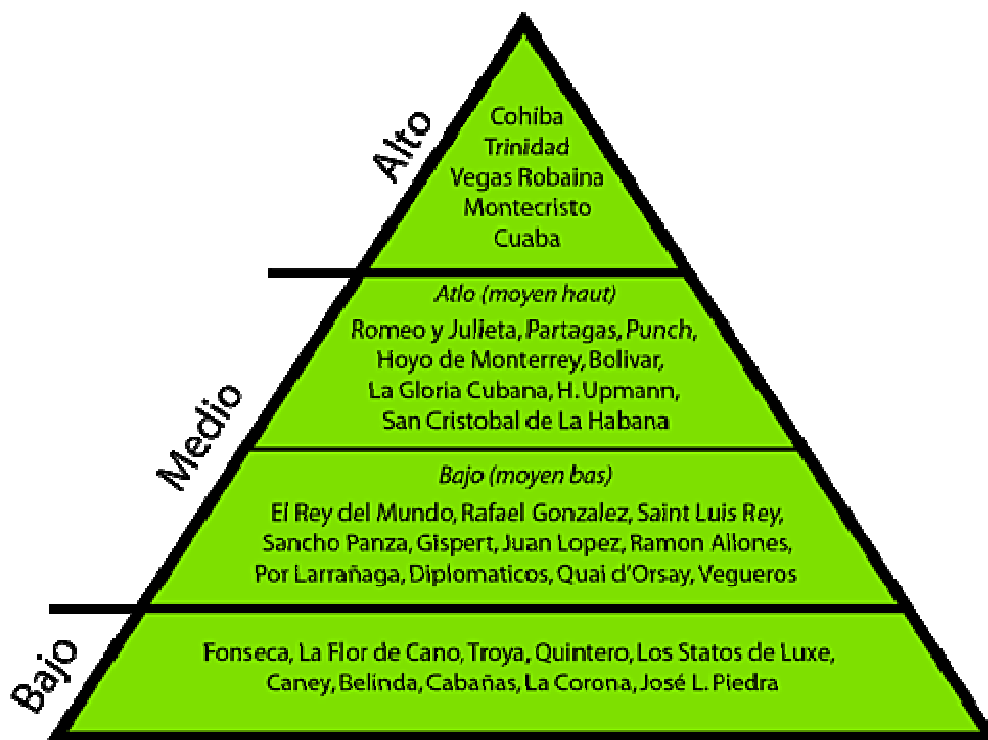 Alto
Cohiba
Trinidad
Vegas Robaina
Montecristo
Cuaba
Medio
Atlo (moyen haut)
Romeo y Julieta, Partagas, Punch,
Hoyo de Monterrey, Bolivar,
La Gloria Cubana, H. Upmann,
San Cristobal de La Habana
Bajo (moyen bas)
El Rey del Mundo, Rafael Gonzalez, Saint Luis Rey,
Sancho Panza, Gispert, Juan Lopez, Ramon Allones,
Por Larrañaga, Diplomaticos, Quai d'Orsay, Vegueros
Bajo
Fonseca, La Flor de Cano, Troya, Quintero, Los Statos de Luxe,
Caney, Belinda, Cabañas, La Corona, José L. Piedra